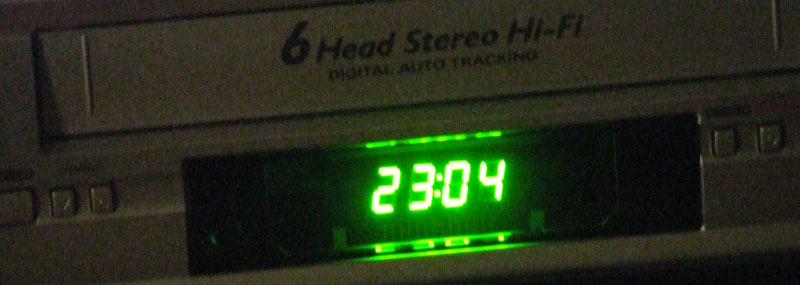 6 Head Stereo Hi-Fi
DIGITAL AUTO TRACKING
23:04